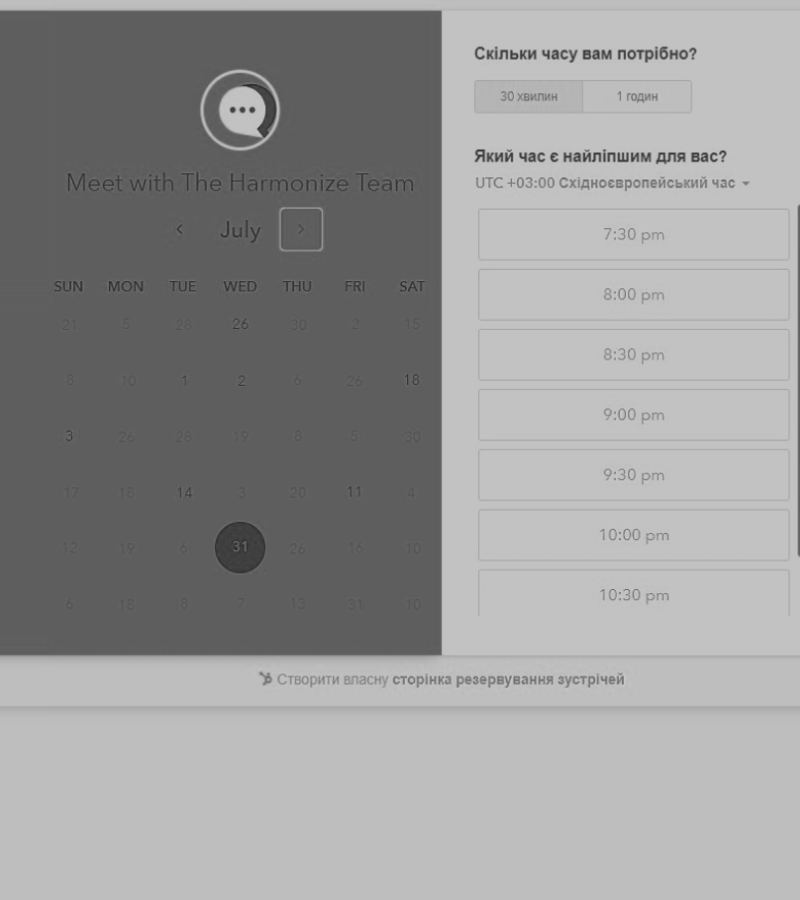 Meet with The Harmonize Team
July
SUN MON TUE WED THU FRI SAT
21 5 28 26 30 2 15
8 10 1 2 6 26 18
3 26 28 19 8 5 30
17 18 14 3 20 11 4
12 19 6 31 26 16 10
6 18 8 7 13 31 10
Скільки часу вам потрібно?
30 хвилин 1 годин
Який час є найліпшим для вас?
UTC +03:00 Східноєвропейський час
7:30 pm
8:00 pm
8:30 pm
9:00 pm
9:30 pm
10:00 pm
10:30 pm
Створити власну сторінка резервування зустрічей